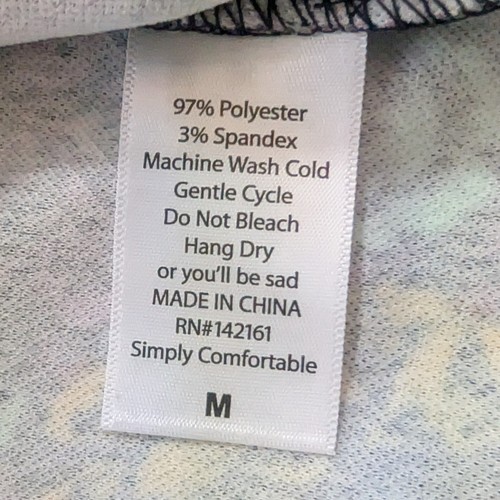 97% Polyester
3% Spandex
Machine Wash Cold
Gentle Cycle
Do Not Bleach
Hang Dry
or you'll be sad
MADE IN CHINA
RN#142161
Simply Comfortable
M